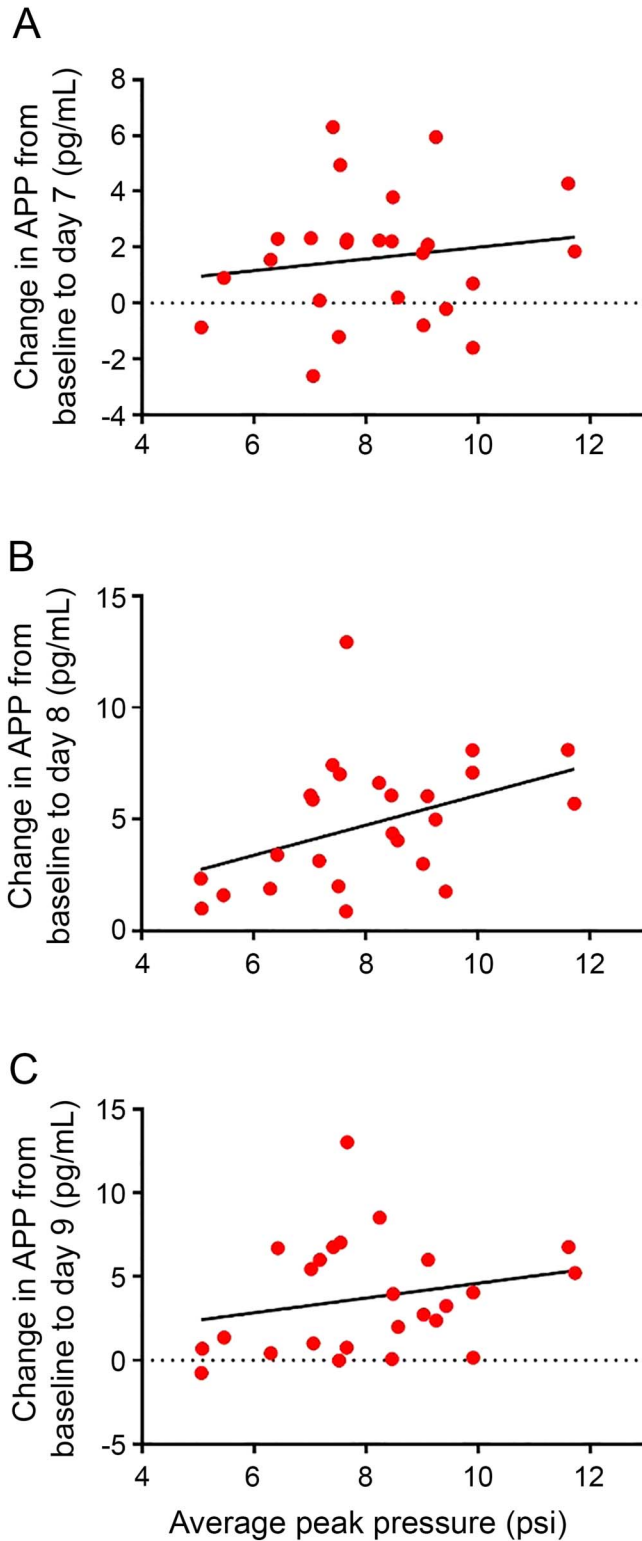 A
Change in APP from
baseline to day 7 (pg/mL)
8
6
4
2
0
-2
-4
4 6 8 10 12
B
Change in APP from
baseline to day 8 (pg/mL)
15
10
5
0
4 6 8 10 12
C
Change in APP from
baseline to day 9 (pg/mL)
15
10
5
0
-5
4 6 8 10 12
Average peak pressure (psi)